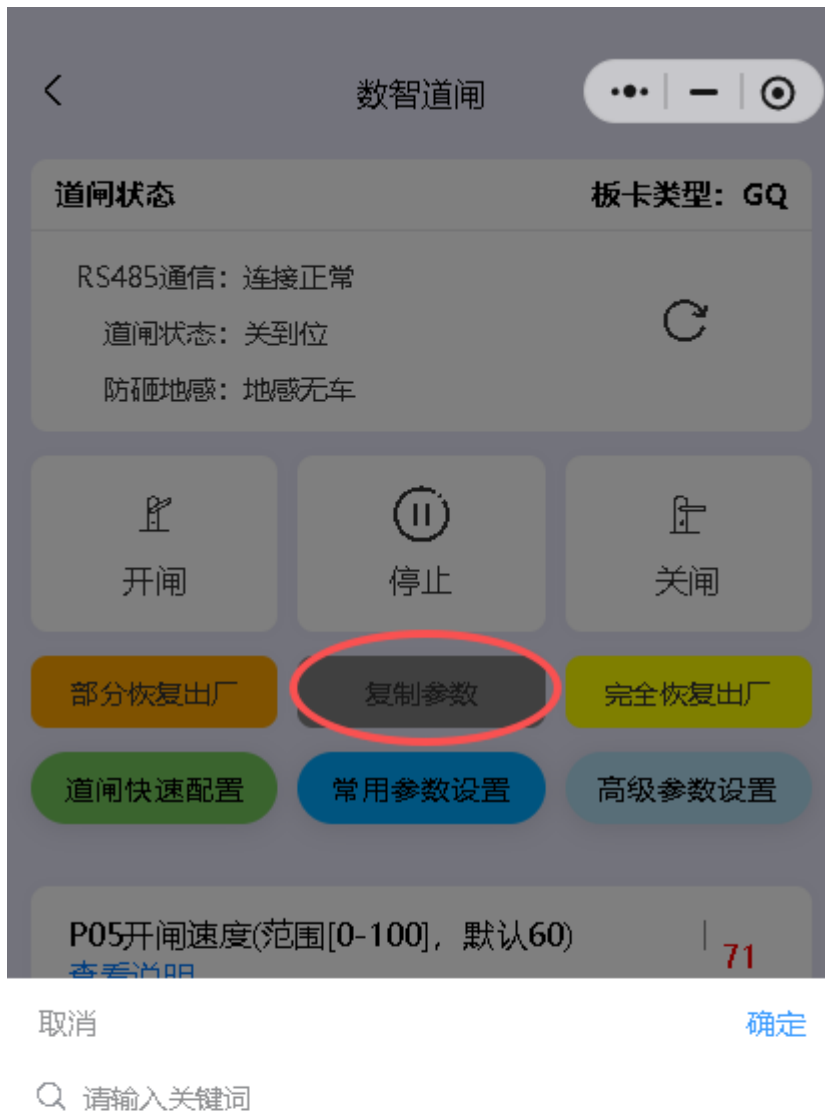 数智道闸
道闸状态 板卡类型：GQ
RS485通信：连接正常
道闸状态：关到位
防砸地感：地感无车
开闸 停止 关闸
部分恢复出厂 复制参数 完全恢复出厂
道闸快速配置 常用参数设置 高级参数设置
P05开闸速度(范围[0-100]，默认60) 71
查看说明
取消 确定
请输入关键词